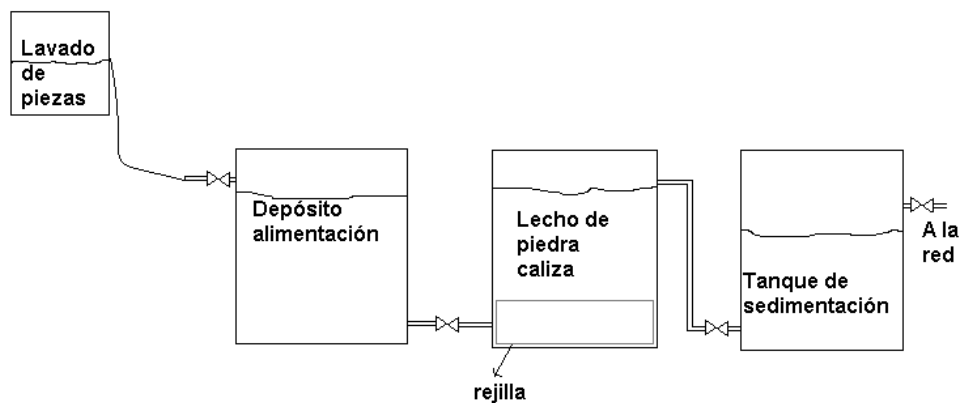 Lavado
de
piezas
Depósito
alimentación
Lecho de
piedra
caliza
rejilla
Tanque de
sedimentación
A la
red